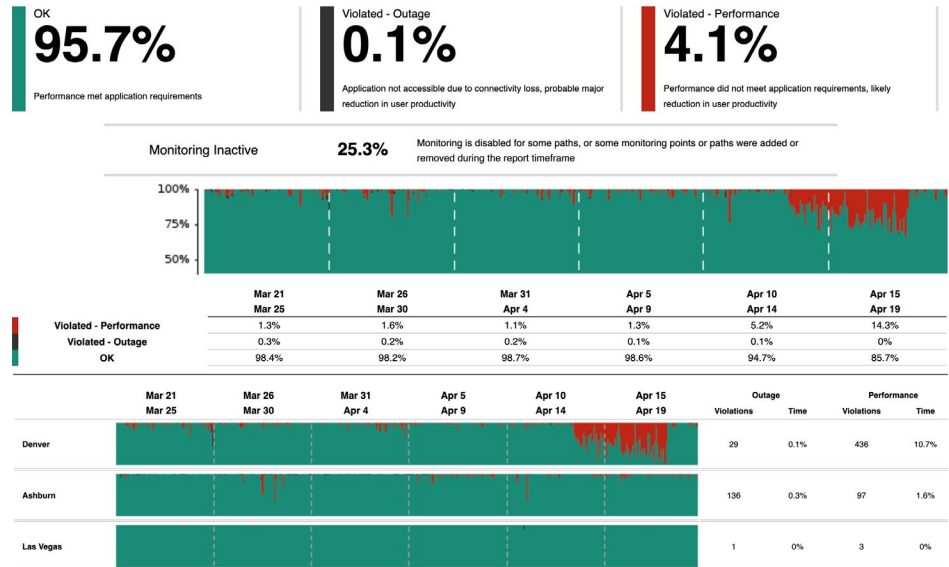 OK
95.7%
Performance met application requirements
Violated - Outage
0.1%
Application not accessible due to connectivity loss, probable major
reduction in user productivity
Violated - Performance
4.1%
Performance did not meet application requirements, likely
reduction in user productivity
Monitoring Inactive
25.3%
Monitoring is disabled for some paths, or some monitoring points or paths were added or
removed during the report timeframe
100%
75%
50%
Mar 21 Mar 26 Mar 31 Apr 5 Apr 10 Apr 15
Mar 25 Mar 30 Apr 4 Apr 9 Apr 14 Apr 19
Violated - Performance 1.3% 1.6% 1.1% 1.3% 5.2% 14.3%
Violated - Outage 0.3% 0.2% 0.2% 0.1% 0.1% 0%
OK 98.4% 98.2% 98.7% 98.6% 94.7% 85.7%
Mar 21 Mar 26 Mar 31 Apr 5 Apr 10 Apr 15 Outage Performance
Mar 25 Mar 30 Apr 4 Apr 9 Apr 14 Apr 19 Violations Time Violations Time
Denver 29 0.1% 436 10.7%
Ashburn 136 0.3% 97 1.6%
Las Vegas 1 0% 3 0%